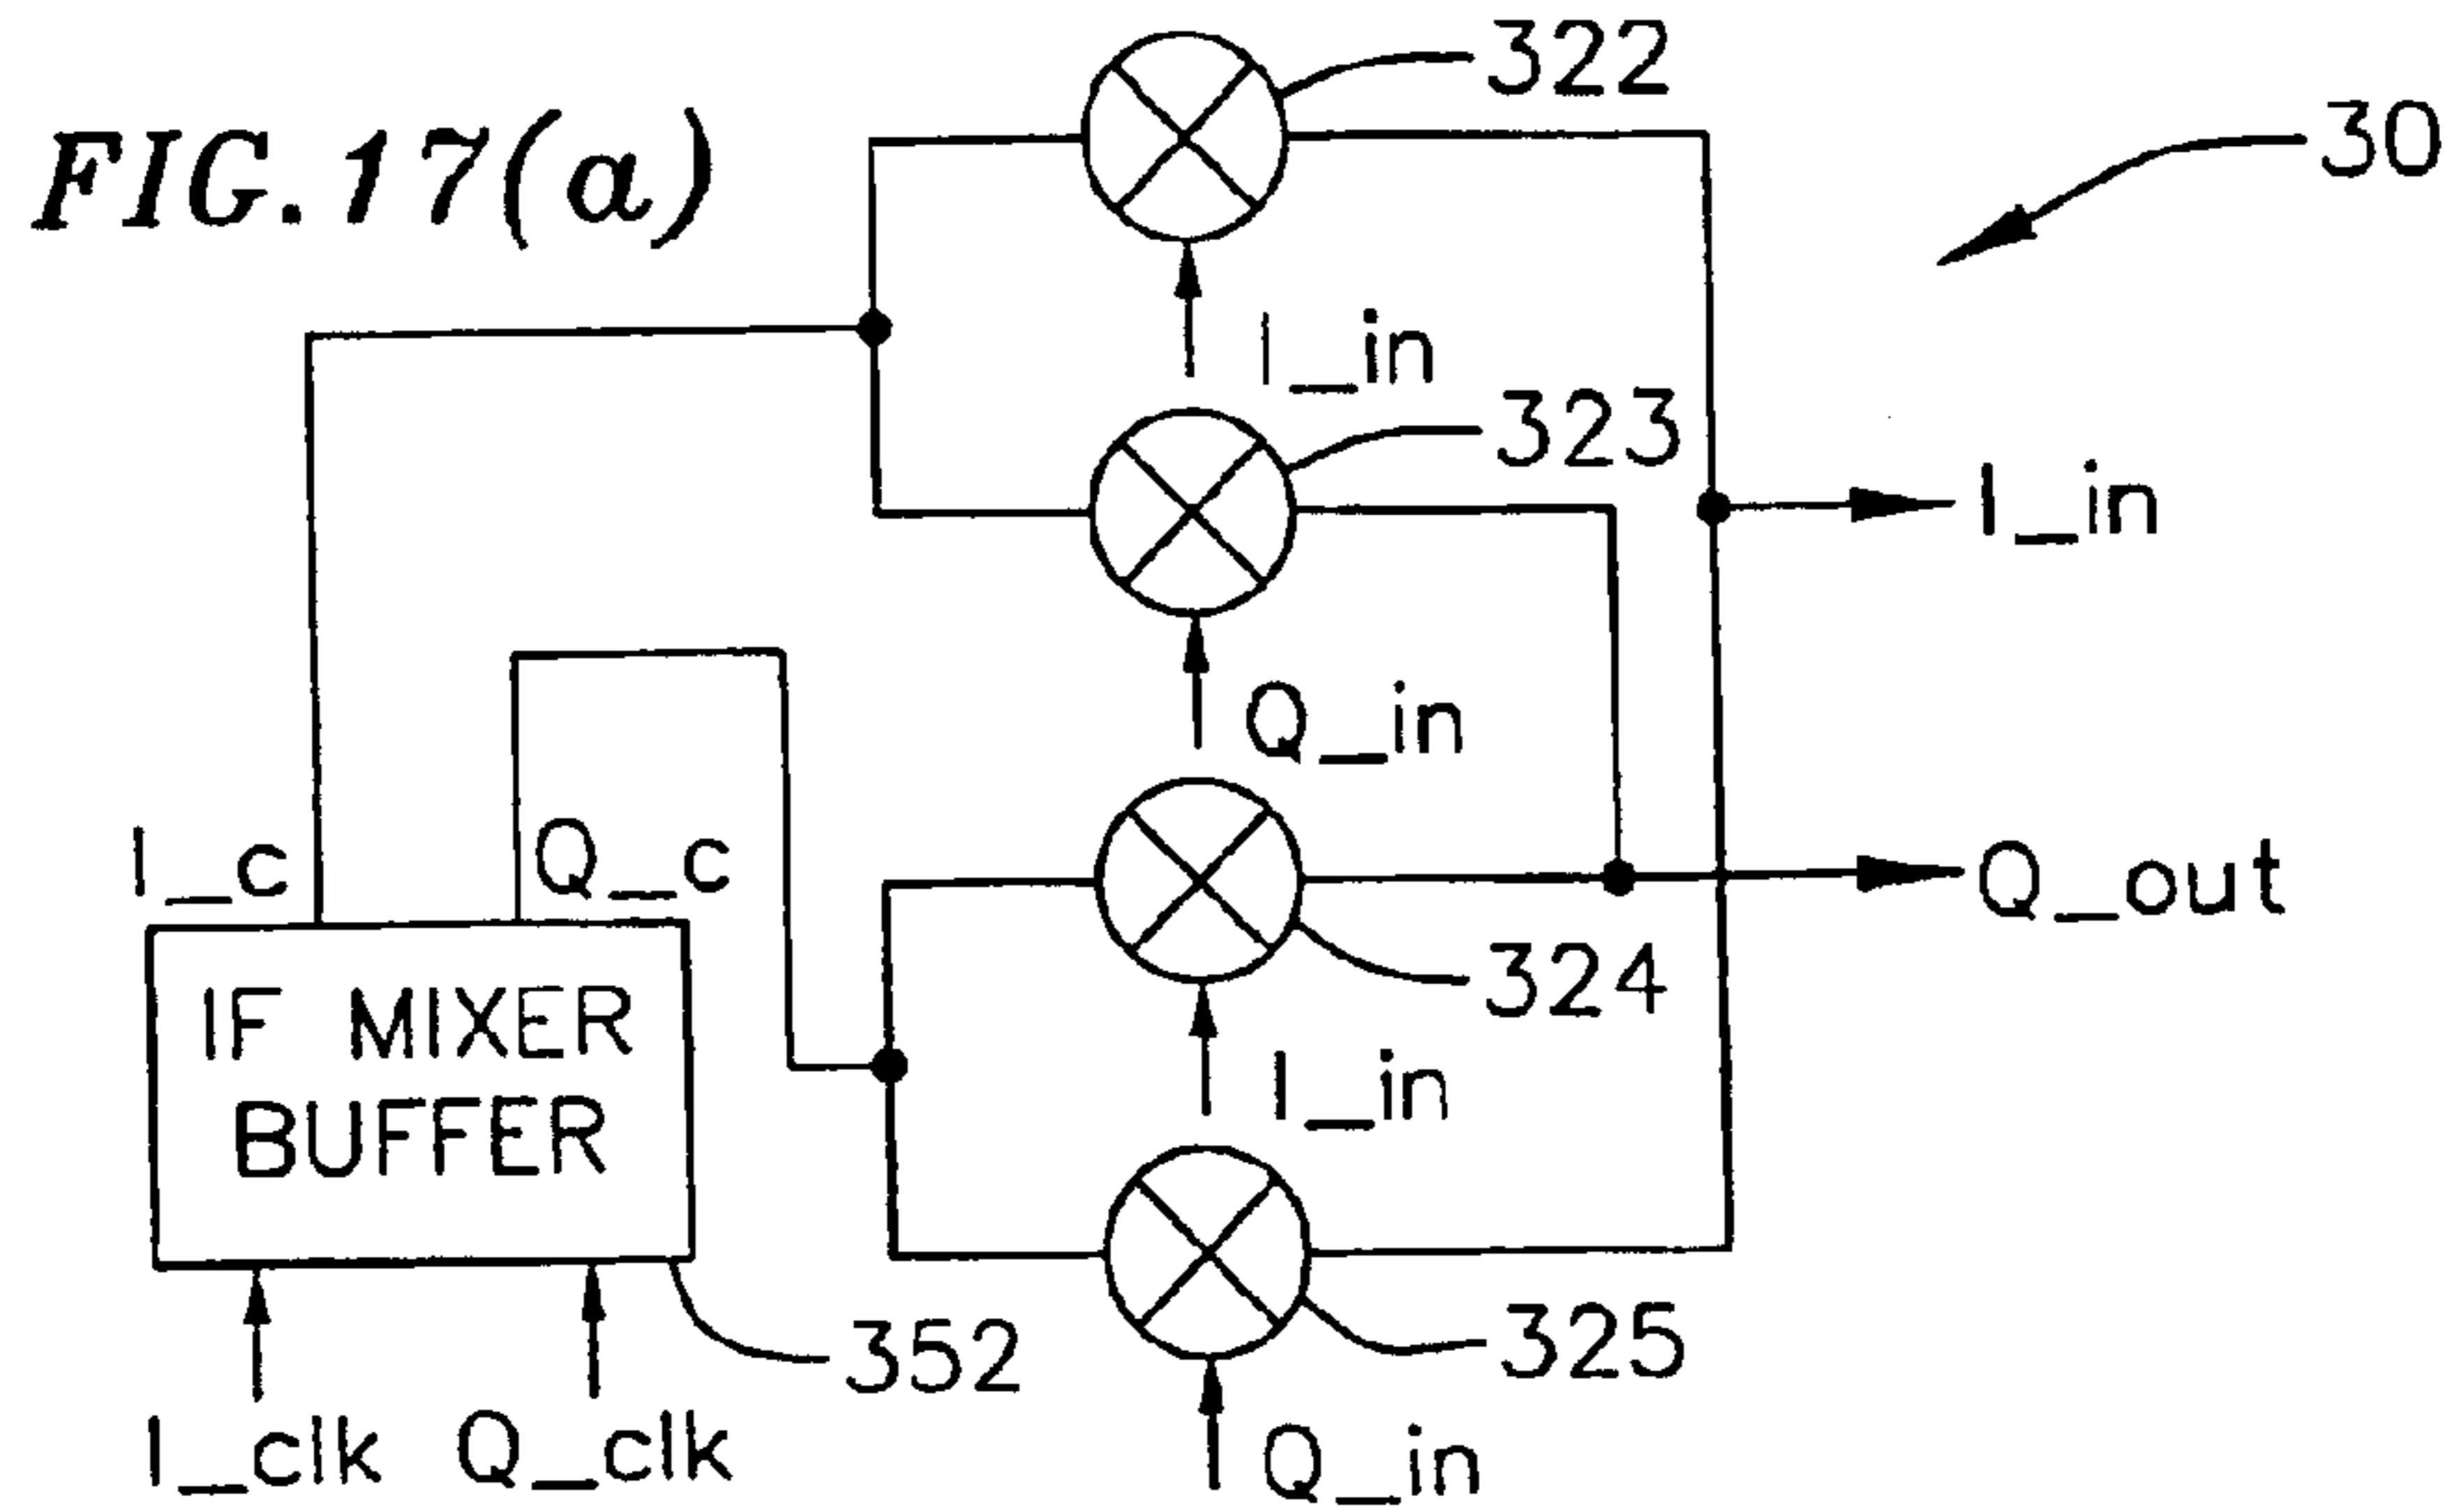 FIG.17(a)
322
30
I_in
323
I_in
Q_in
I_c
Q_c
Q_out
IF MIXER
BUFFER
324
I_in
352
325
I_clk
Q_clk
Q_in